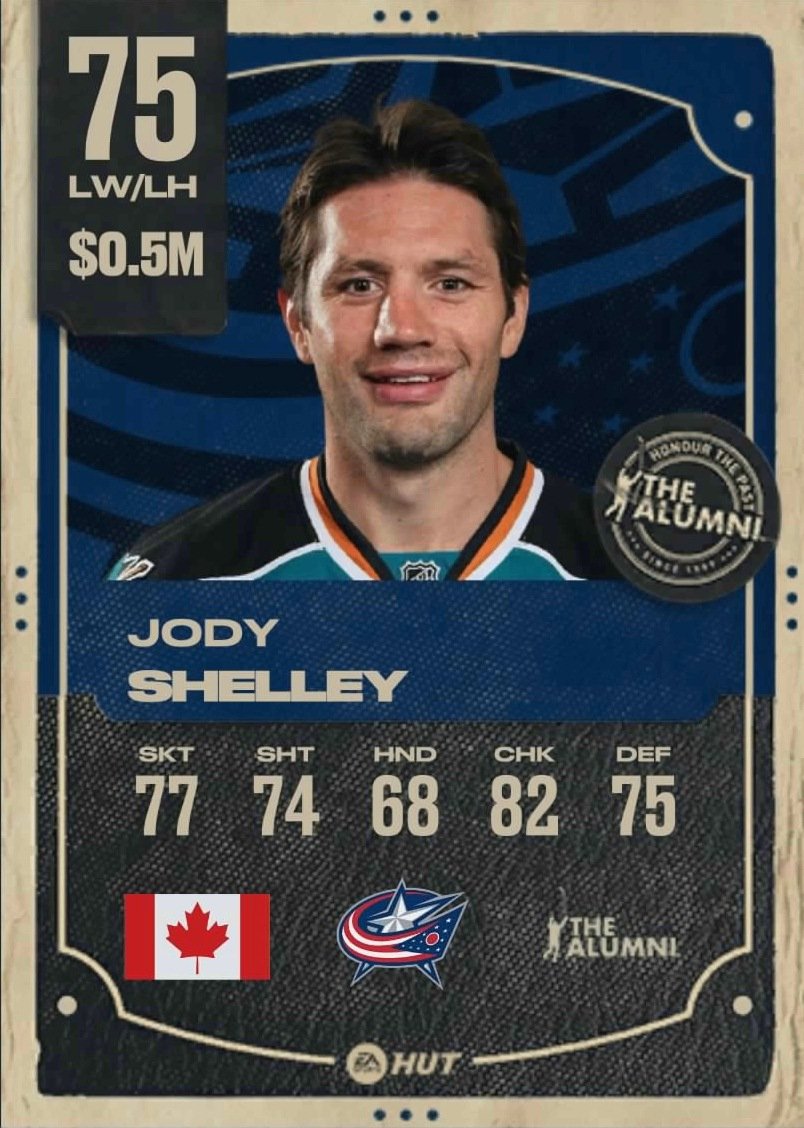 75
LW/LH
$0.5M
HONOUR THE PAST
THE
ALUMNI
JODY
SHELLEY
SKT SHT HND CHK DEF
77 74 68 82 75
THE
ALUMNI
EA
HUT